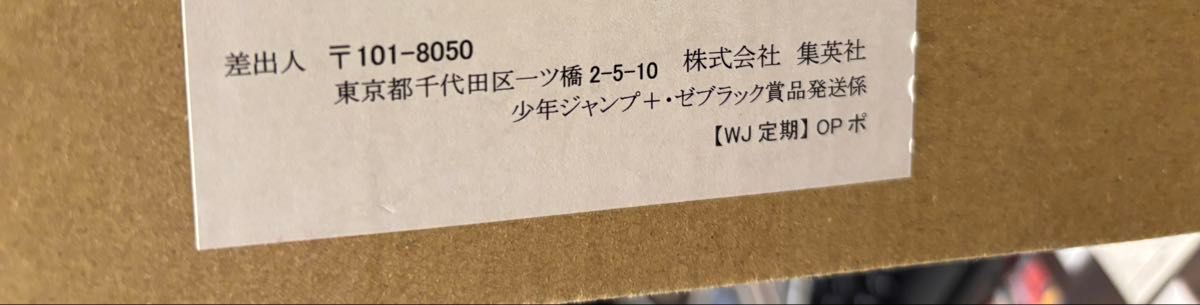 差出人 〒101-8050
東京都千代田区一ツ橋 2-5-10 株式会社 集英社
少年ジャンプ＋・ゼブラック賞品発送係
【WJ 定期】OP ポ